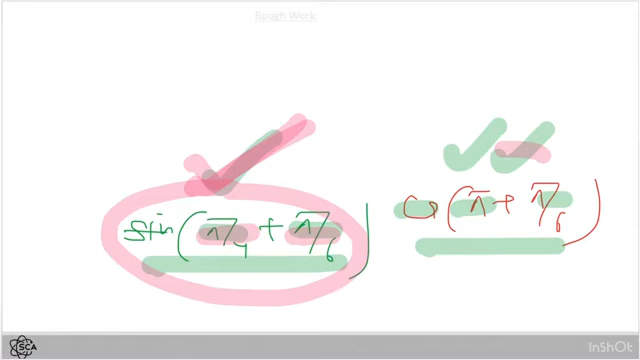 Rough Work
sin(π/4 + π/6) cos(π + π/6)
SCA
InShOt